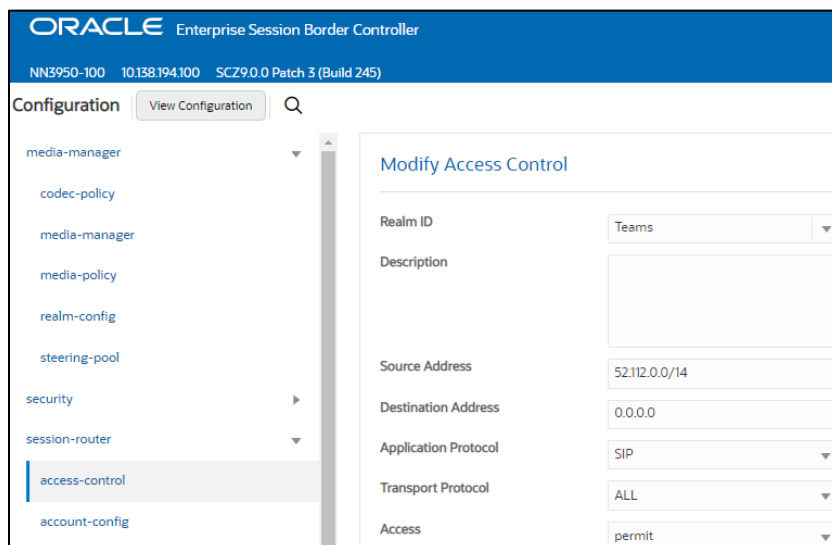 ORACLE Enterprise Session Border Controller
NN3950-100 10.138.194.100 SCZ9.0.0 Patch 3 (Build 245)
Configuration View Configuration
media-manager
codec-policy
media-manager
media-policy
realm-config
steering-pool
security
session-router
access-control
account-config
Modify Access Control
Realm ID Teams
Description
Source Address 52.112.0.0/14
Destination Address 0.0.0.0
Application Protocol SIP
Transport Protocol ALL
Access permit